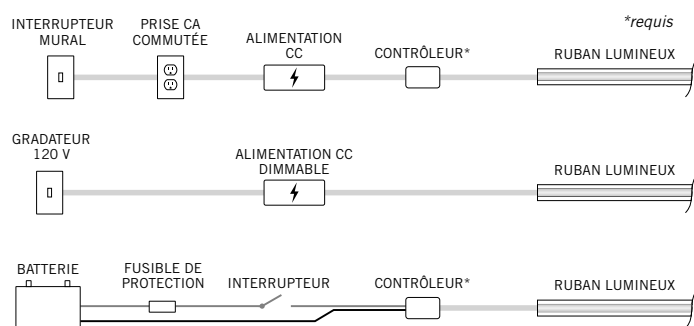 *requis
INTERRUPTEUR
MURAL
PRISE CA
COMMUTÉE
ALIMENTATION
CC
CONTRÔLEUR*
RUBAN LUMINEUX
GRADATEUR
120 V
ALIMENTATION CC
DIMMABLE
RUBAN LUMINEUX
BATTERIE
FUSIBLE DE
PROTECTION
INTERRUPTEUR
CONTRÔLEUR*
RUBAN LUMINEUX